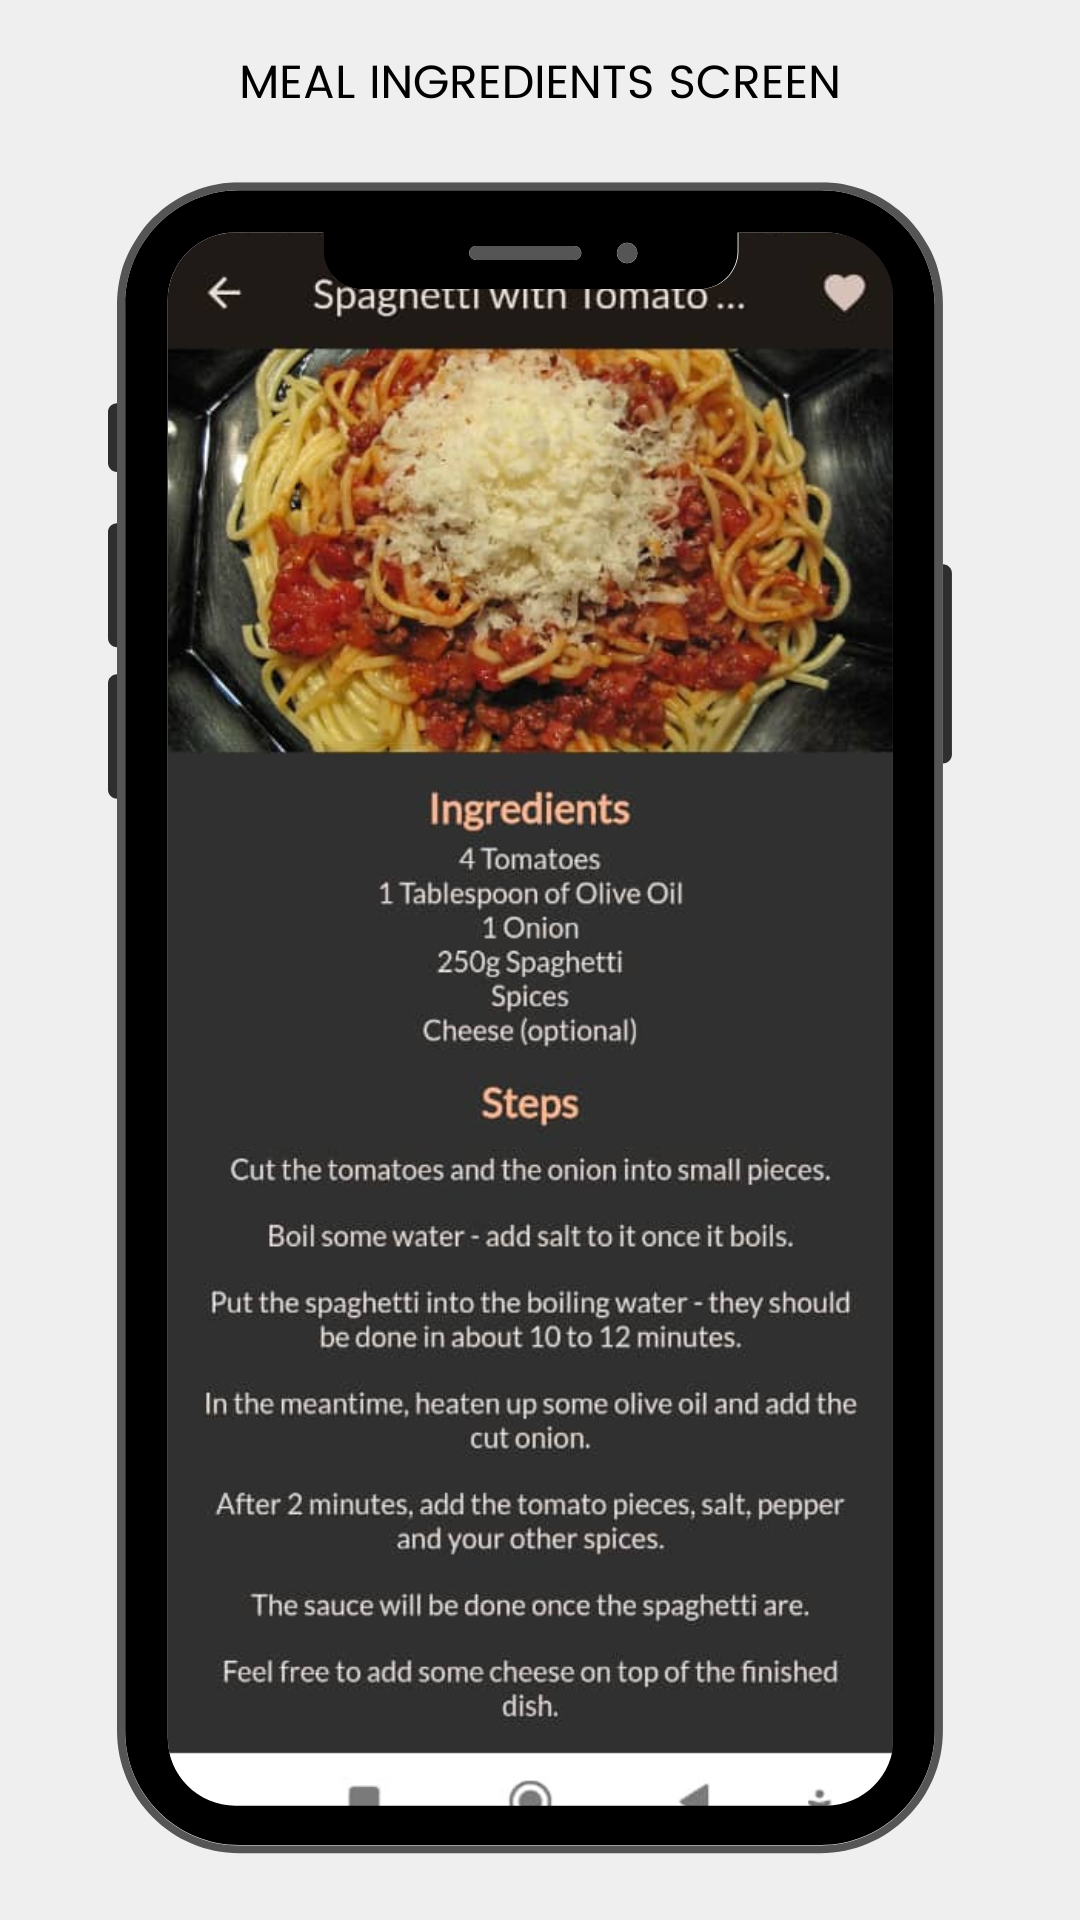 MEAL INGREDIENTS SCREEN
Spaghetti with Tomato ...
Ingredients
4 Tomatoes
1 Tablespoon of Olive Oil
1 Onion
250g Spaghetti
Spices
Cheese (optional)
Steps
Cut the tomatoes and the onion into small pieces.
Boil some water - add salt to it once it boils.
Put the spaghetti into the boiling water - they should
be done in about 10 to 12 minutes.
In the meantime, heaten up some olive oil and add the
cut onion.
After 2 minutes, add the tomato pieces, salt, pepper
and your other spices.
The sauce will be done once the spaghetti are.
Feel free to add some cheese on top of the finished
dish.